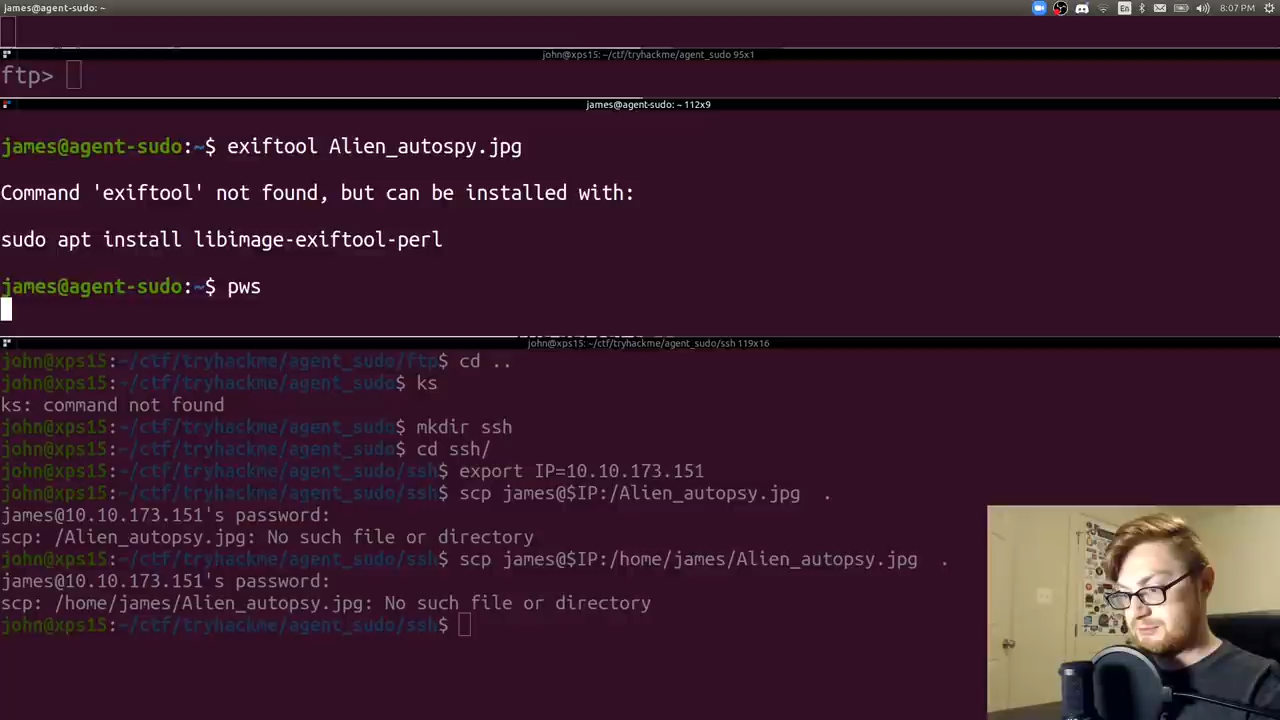 james@agent-sudo: ~
En
8:07 PM
john@xps15: ~/ctf/tryhackme/agent_sudo 95x1
ftp>
james@agent-sudo: ~ 112x9
james@agent-sudo:~$ exiftool Alien_autospy.jpg
Command 'exiftool' not found, but can be installed with:
sudo apt install libimage-exiftool-perl
james@agent-sudo:~$ pws
john@xps15: ~/ctf/tryhackme/agent_sudo/ssh 119x16
john@xps15:~/ctf/tryhackme/agent_sudo/ftp$ cd ..
john@xps15:~/ctf/tryhackme/agent_sudo$ ks
ks: command not found
john@xps15:~/ctf/tryhackme/agent_sudo$ mkdir ssh
john@xps15:~/ctf/tryhackme/agent_sudo$ cd ssh/
john@xps15:~/ctf/tryhackme/agent_sudo/ssh$ export IP=10.10.173.151
john@xps15:~/ctf/tryhackme/agent_sudo/ssh$ scp james@$IP:/Alien_autopsy.jpg .
james@10.10.173.151's password:
scp: /Alien_autopsy.jpg: No such file or directory
john@xps15:~/ctf/tryhackme/agent_sudo/ssh$ scp james@$IP:/home/james/Alien_autopsy.jpg .
james@10.10.173.151's password:
scp: /home/james/Alien_autopsy.jpg: No such file or directory
john@xps15:~/ctf/tryhackme/agent_sudo/ssh$